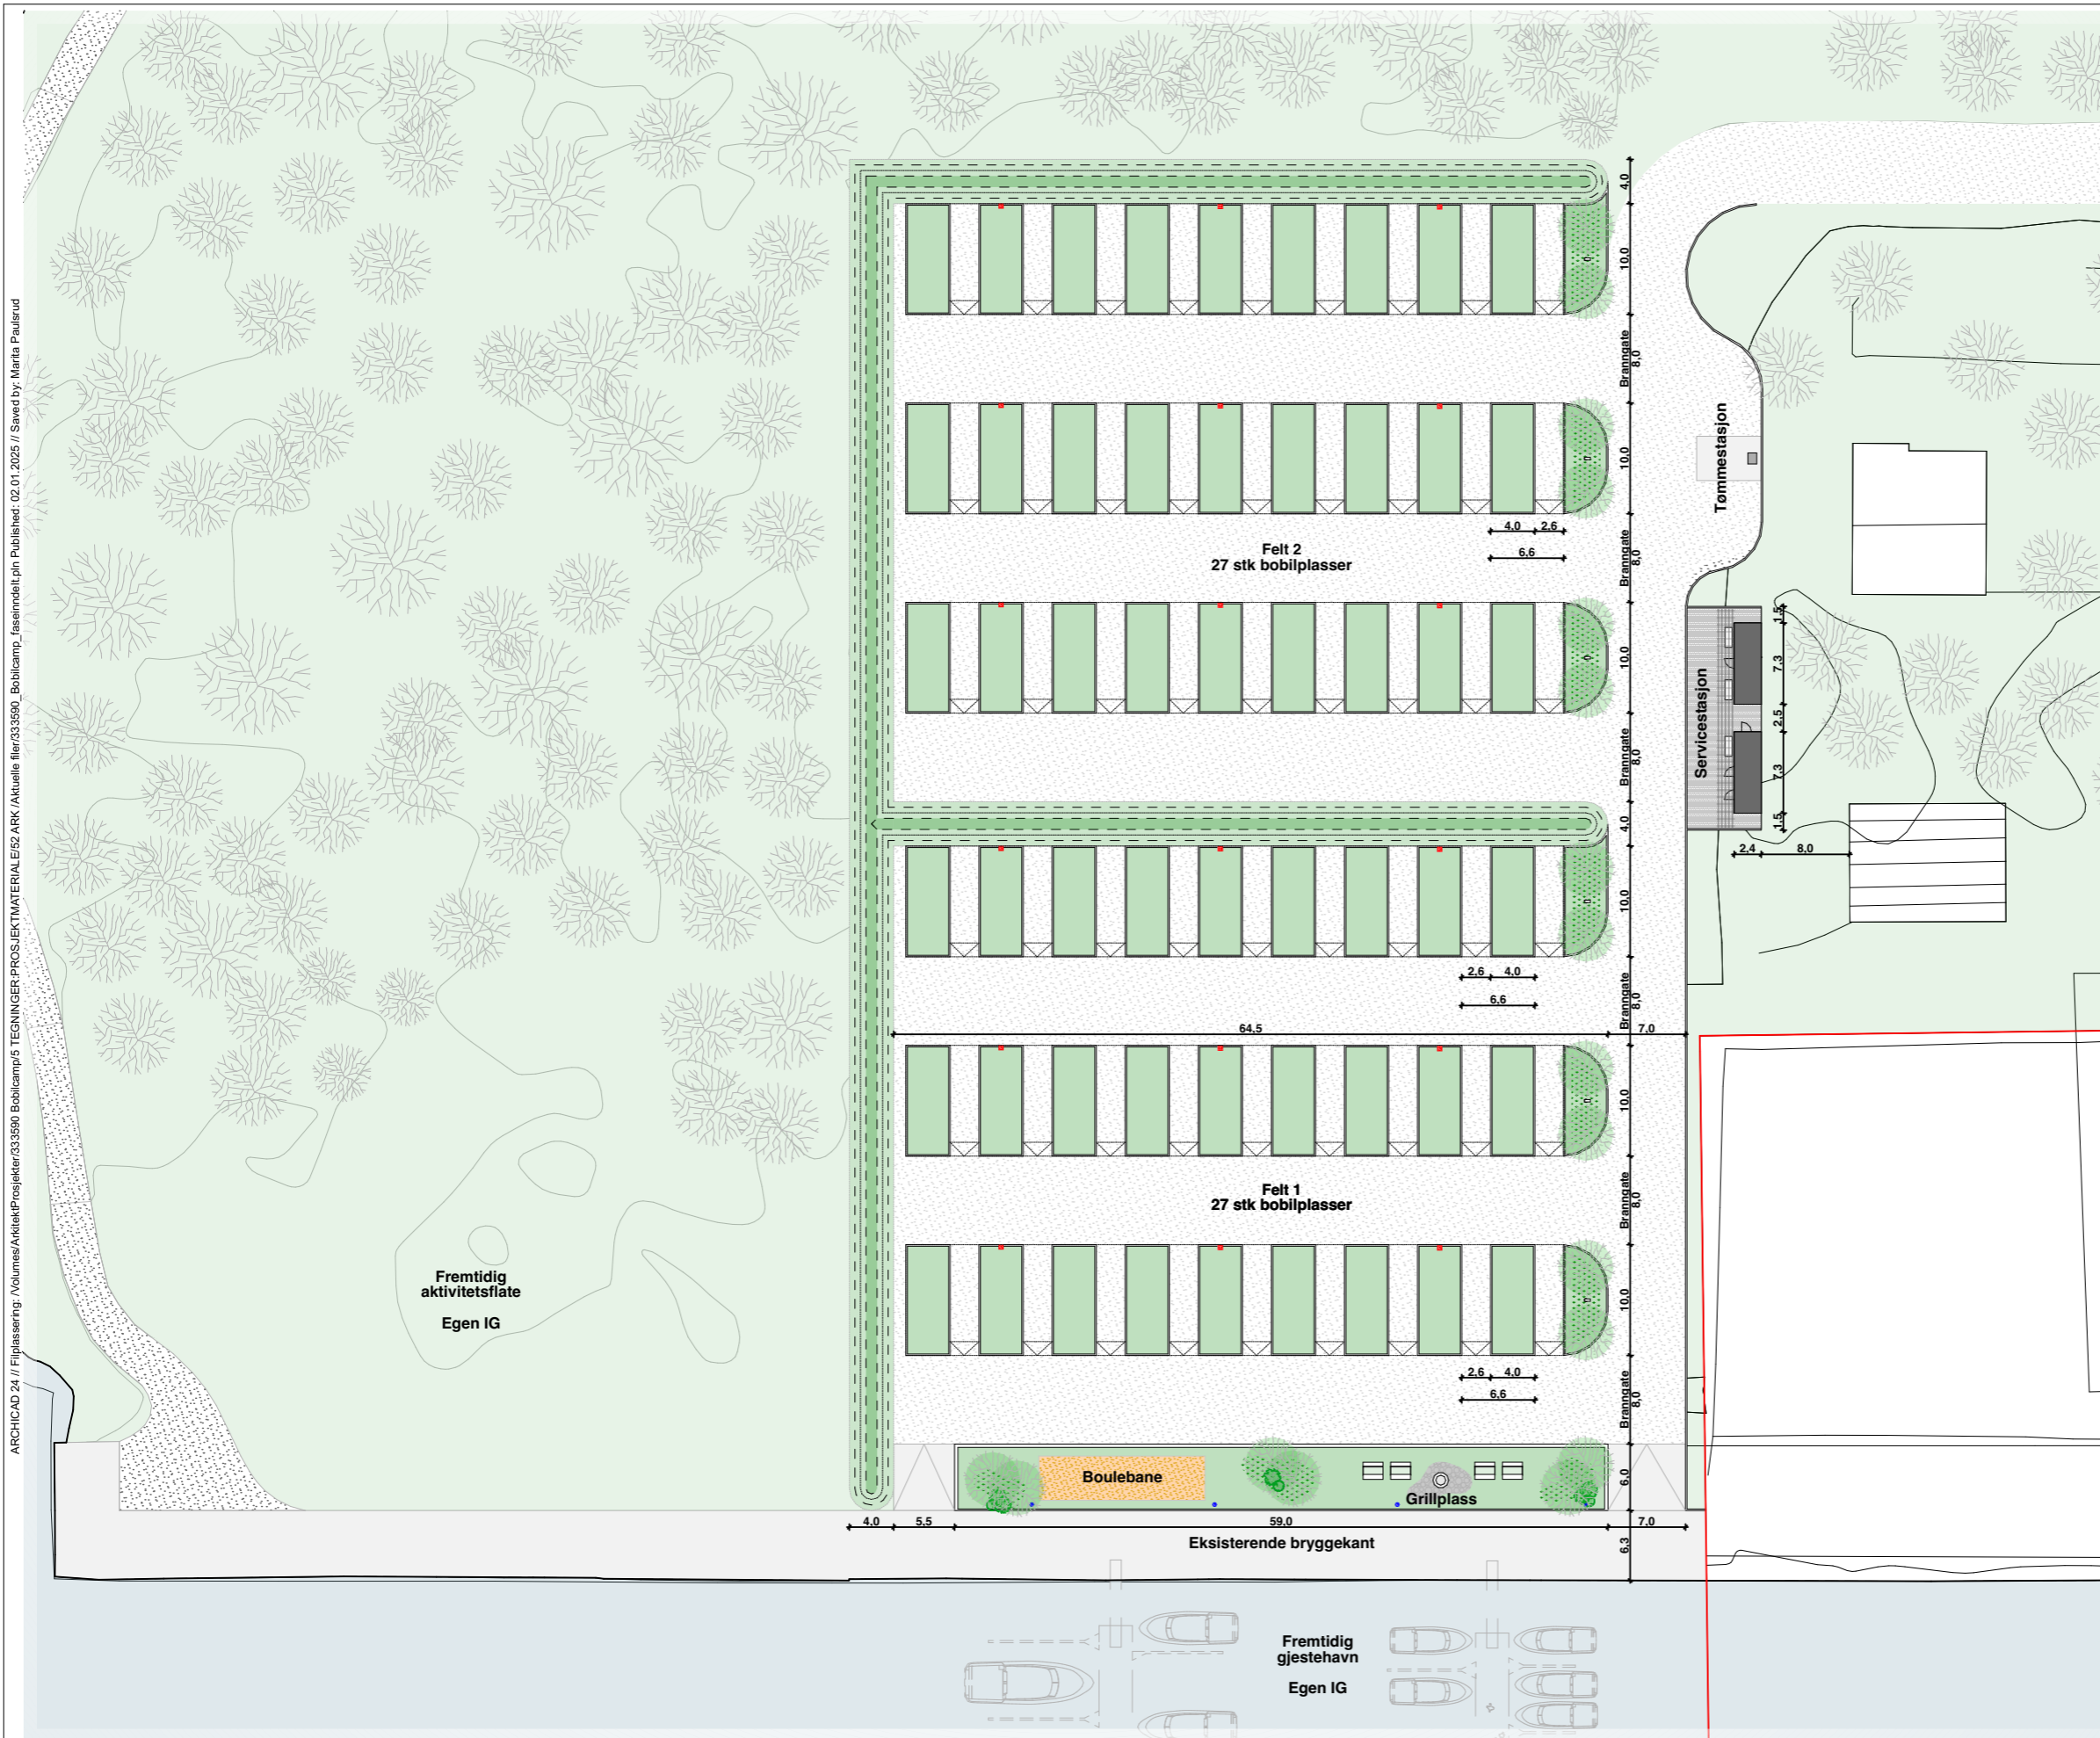 ARCHICAD 24 // Filplassering: /Volumes/ArkitektProsjekter/333590 Bobilcamp/5 TEGNINGER:PROSJEKTMATERIALE/52 ARK /Aktuelle filer/333590_Bobilcamp_faseinndelt.pln Published: 02.01.2025 // Saved by: Marita Paulsrud
4,0
10,0
Branngate
8,0
10,0
Tømmestasjon
4,0 2,6
6,6
Felt 2
27 stk bobilplasser
Branngate
8,0
10,0
Servicestasjon
1,5
7,3
2,5
7,3
1,5
Branngate
8,0
4,0
2,4 8,0
10,0
2,6 4,0
6,6
Branngate
8,0
64,5 7,0
10,0
Felt 1
27 stk bobilplasser
Branngate
8,0
Fremtidig
aktivitetsflate
Egen IG
10,0
2,6 4,0
6,6
Branngate
8,0
Boulebane
Grillplass
6,0
4,0 5,5 59,0 7,0
Eksisterende bryggekant
6,3
Fremtidig
gjestehavn
Egen IG